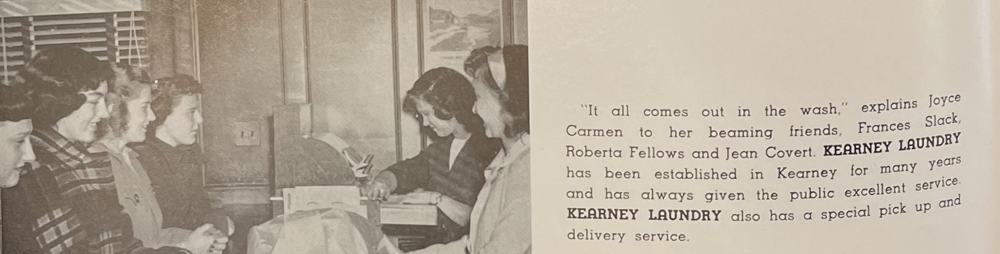 "It all comes out in the wash," explains Joyce
Carmen to her beaming friends, Frances Slack,
Roberta Fellows and Jean Covert. KEARNEY LAUNDRY
has been established in Kearney for many years
and has always given the public excellent service.
KEARNEY LAUNDRY also has a special pick up and
delivery service.